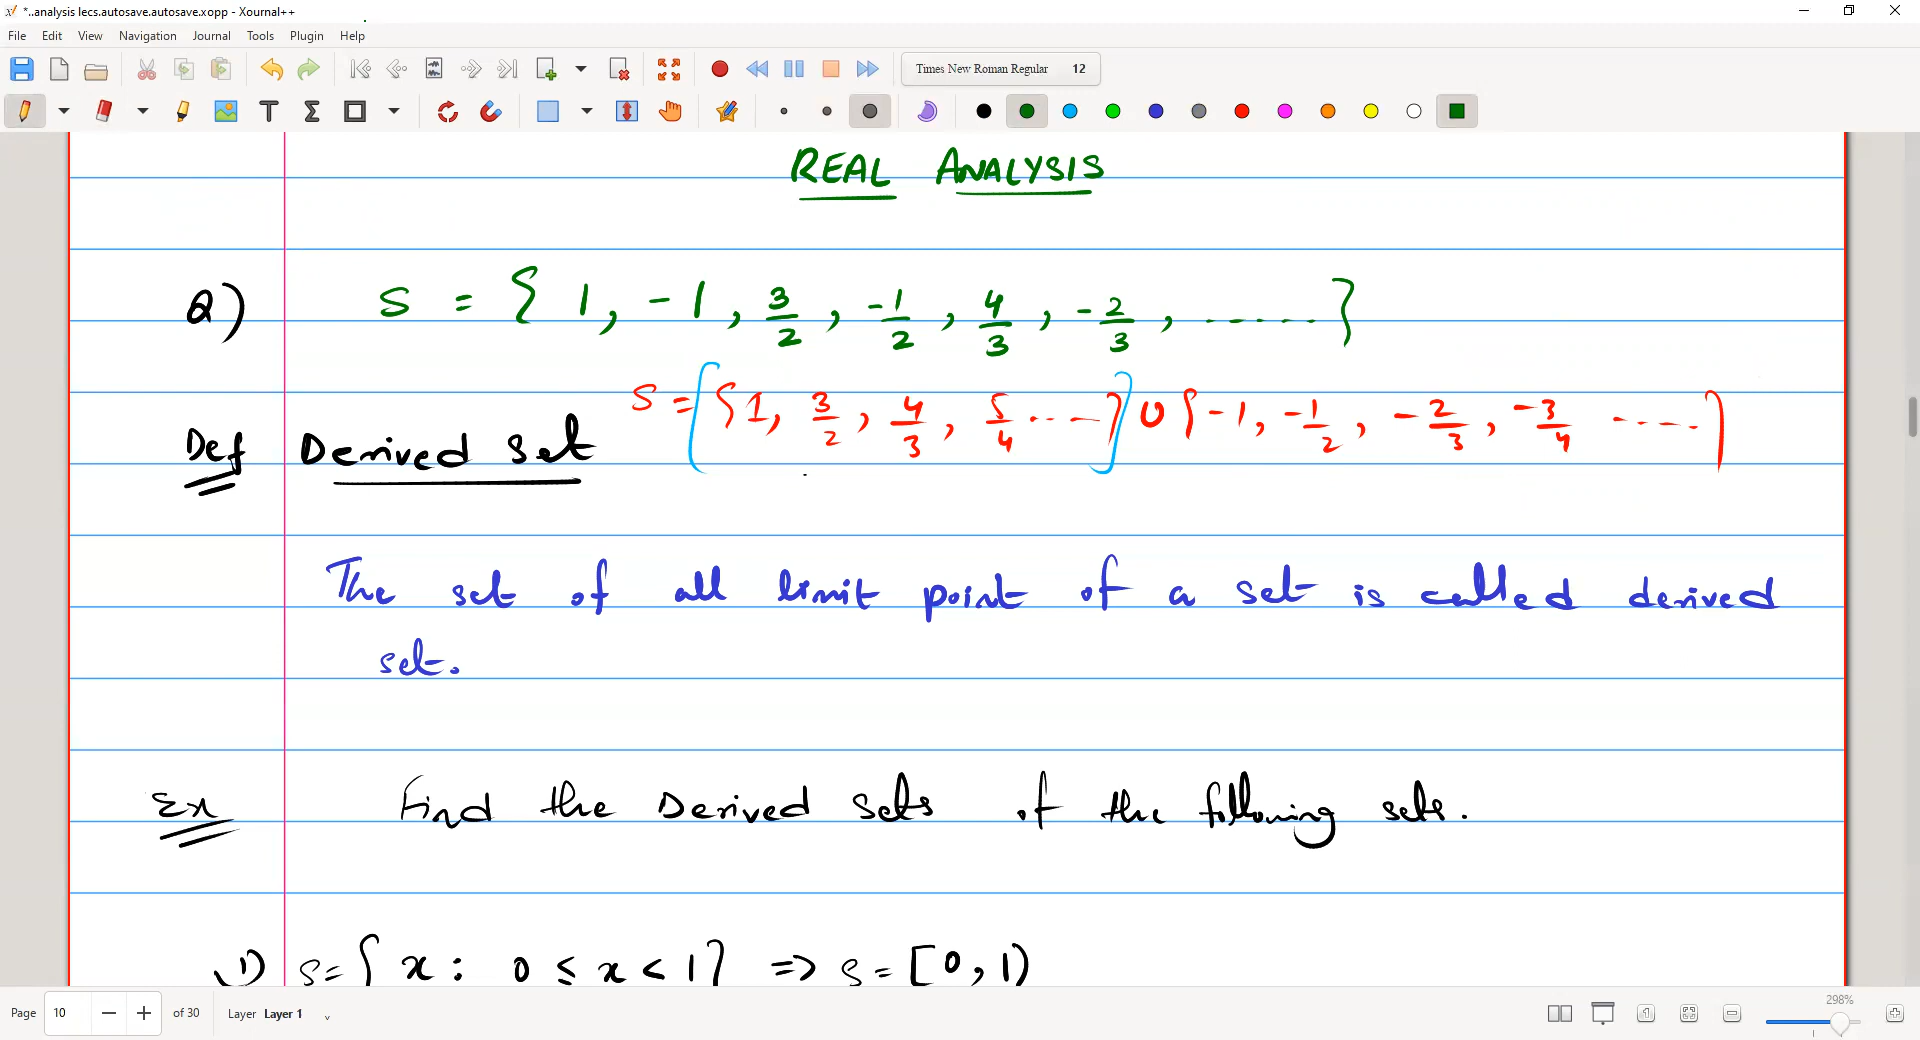 *..analysis lecs.autosave.autosave.xopp - Xournal++
File Edit View Navigation Journal Tools Plugin Help
Times New Roman Regular 12
REAL ANALYSIS
Q) S = { 1, -1, 3/2, -1/2, 4/3, -2/3, ...... }
S = [{1, 3/2, 4/3, 5/4 ....}] U {-1, -1/2, -2/3, -3/4 .....}
Def Derived set
The set of all limit point of a set is called derived
set.
Ex Find the Derived sets of the following sets.
1) S = { x : 0 ≤ x < 1 } => S = [0, 1)
Page 10 of 30 Layer Layer 1 298%